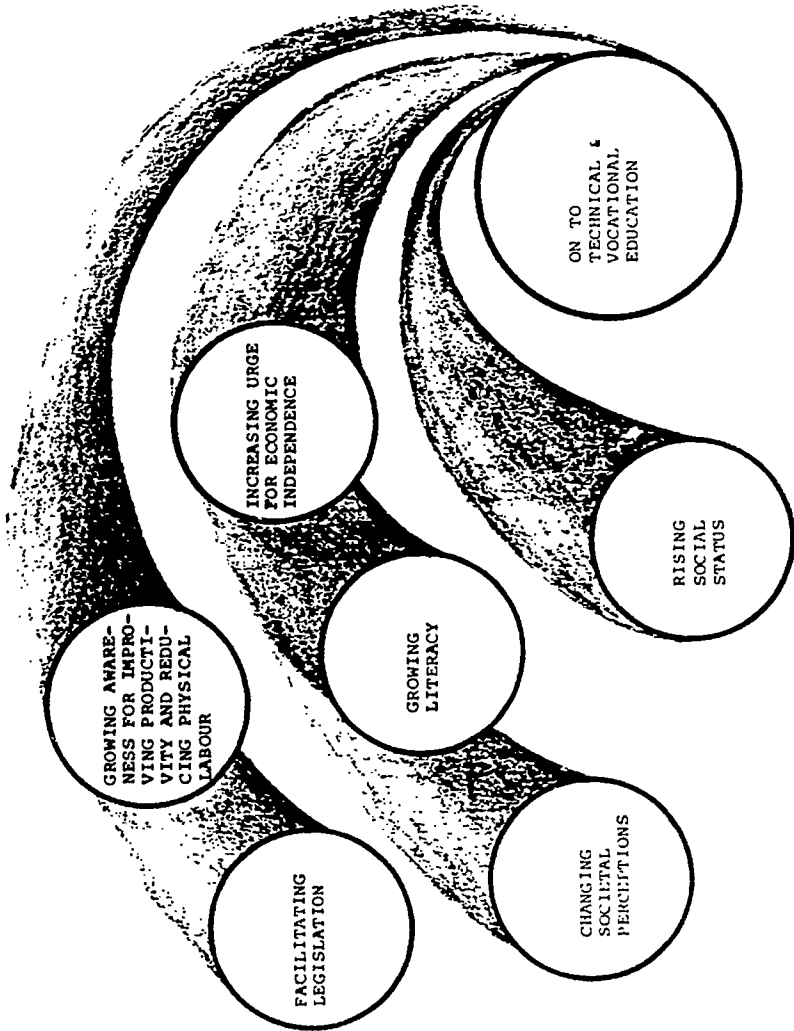 FACILITATING
LEGISLATION
GROWING AWARE-
NESS FOR IMPRO-
VING PRODUCTI-
VITY AND REDU-
CING PHYSICAL
LABOUR
CHANGING
SOCIETAL
PERCEPTIONS
GROWING
LITERACY
INCREASING URGE
FOR ECONOMIC
INDEPENDENCE
RISING
SOCIAL
STATUS
ON TO
TECHNICAL &
VOCATIONAL
EDUCATION